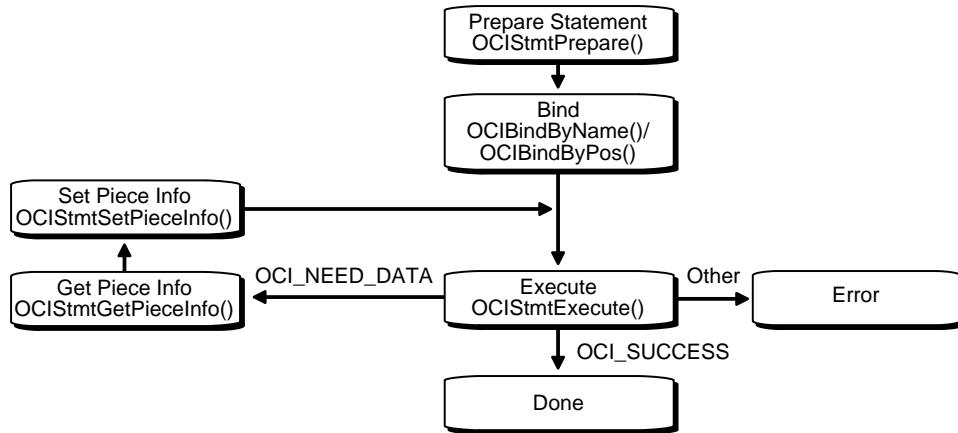 Prepare Statement
OCIStmtPrepare()
Bind
OCIBindByName()/
OCIBindByPos()
Set Piece Info
OCIStmtSetPieceInfo()
OCI_NEED_DATA
Get Piece Info
OCIStmtGetPieceInfo()
Execute
OCIStmtExecute()
Other
Error
OCI_SUCCESS
Done